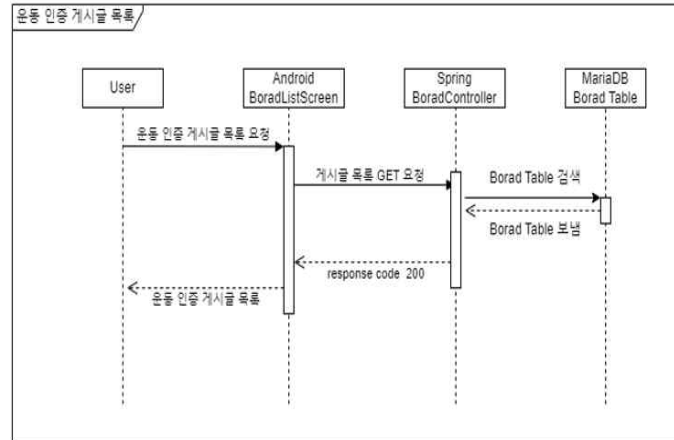 운동 인증 게시글 목록
User
Android
BoradListScreen
Spring
BoradController
MariaDB
Borad Table
운동 인증 게시글 목록 요청
게시글 목록 GET 요청
Borad Table 검색
Borad Table 보냄
response code 200
운동 인증 게시글 목록